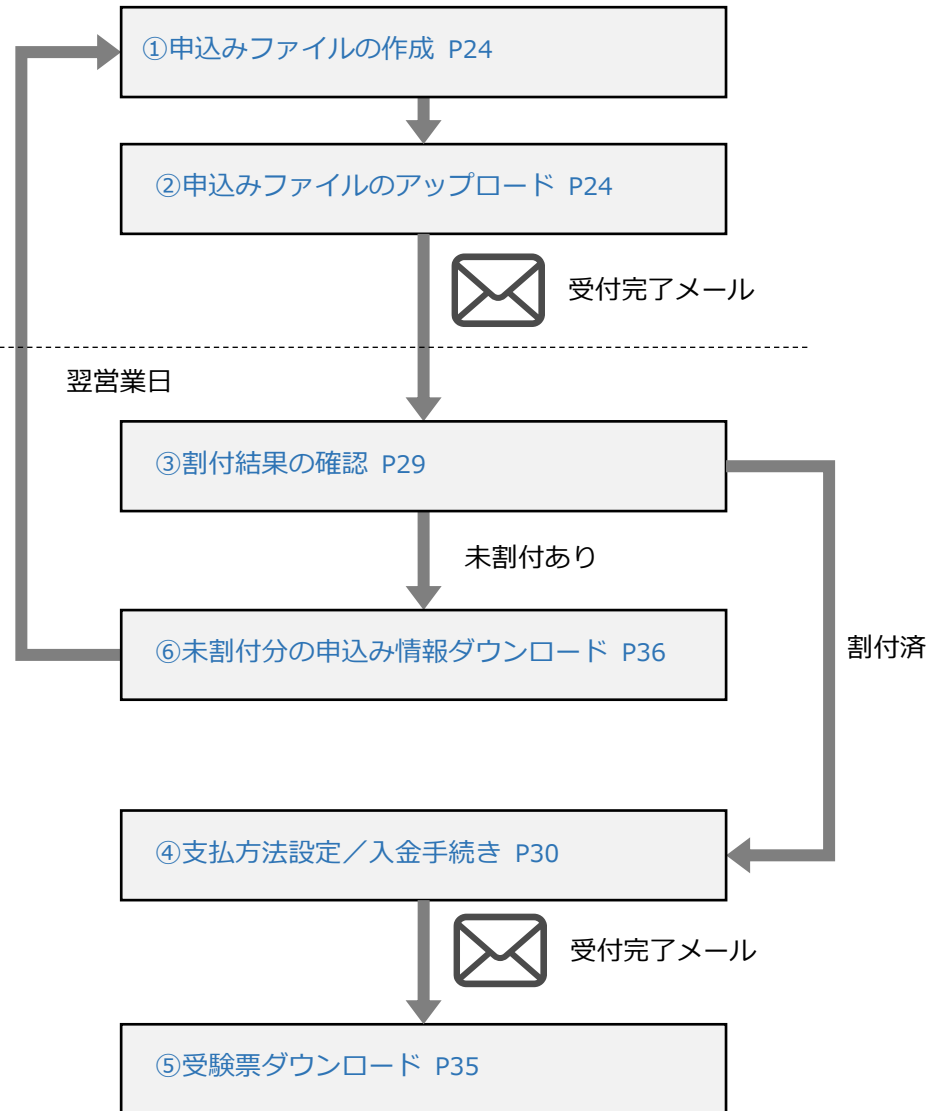 ①申込みファイルの作成 P24
②申込みファイルのアップロード P24
受付完了メール
翌営業日
③割付結果の確認 P29
未割付あり
⑥未割付分の申込み情報ダウンロード P36
割付済
④支払方法設定／入金手続き P30
受付完了メール
⑤受験票ダウンロード P35